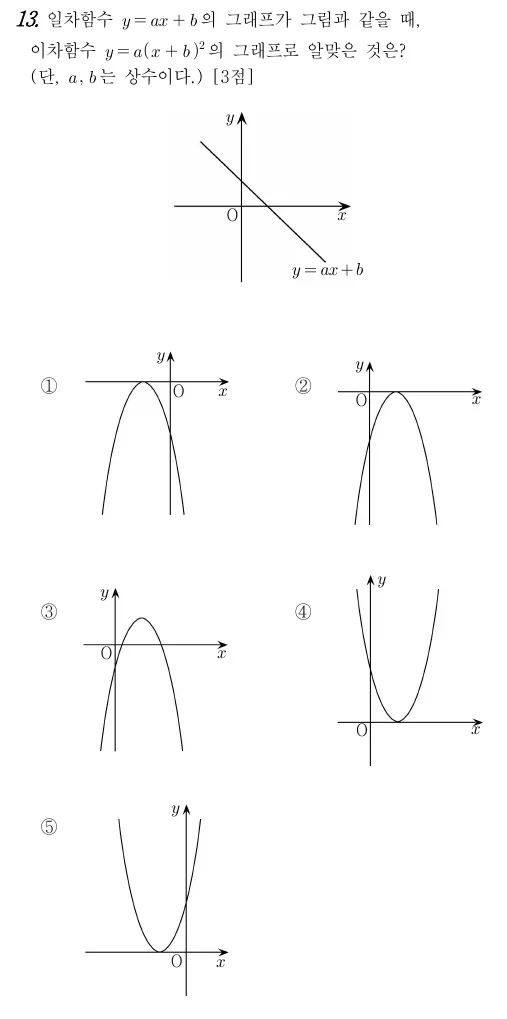 13. 일차함수 y=ax+b의 그래프가 그림과 같을 때,
이차함수 y=a(x+b)²의 그래프로 알맞은 것은?
(단, a, b는 상수이다.) [3점]
y
O
x
y=ax+b
①
y
O
x
②
y
O
x
③
y
O
x
④
y
O
x
⑤
y
O
x